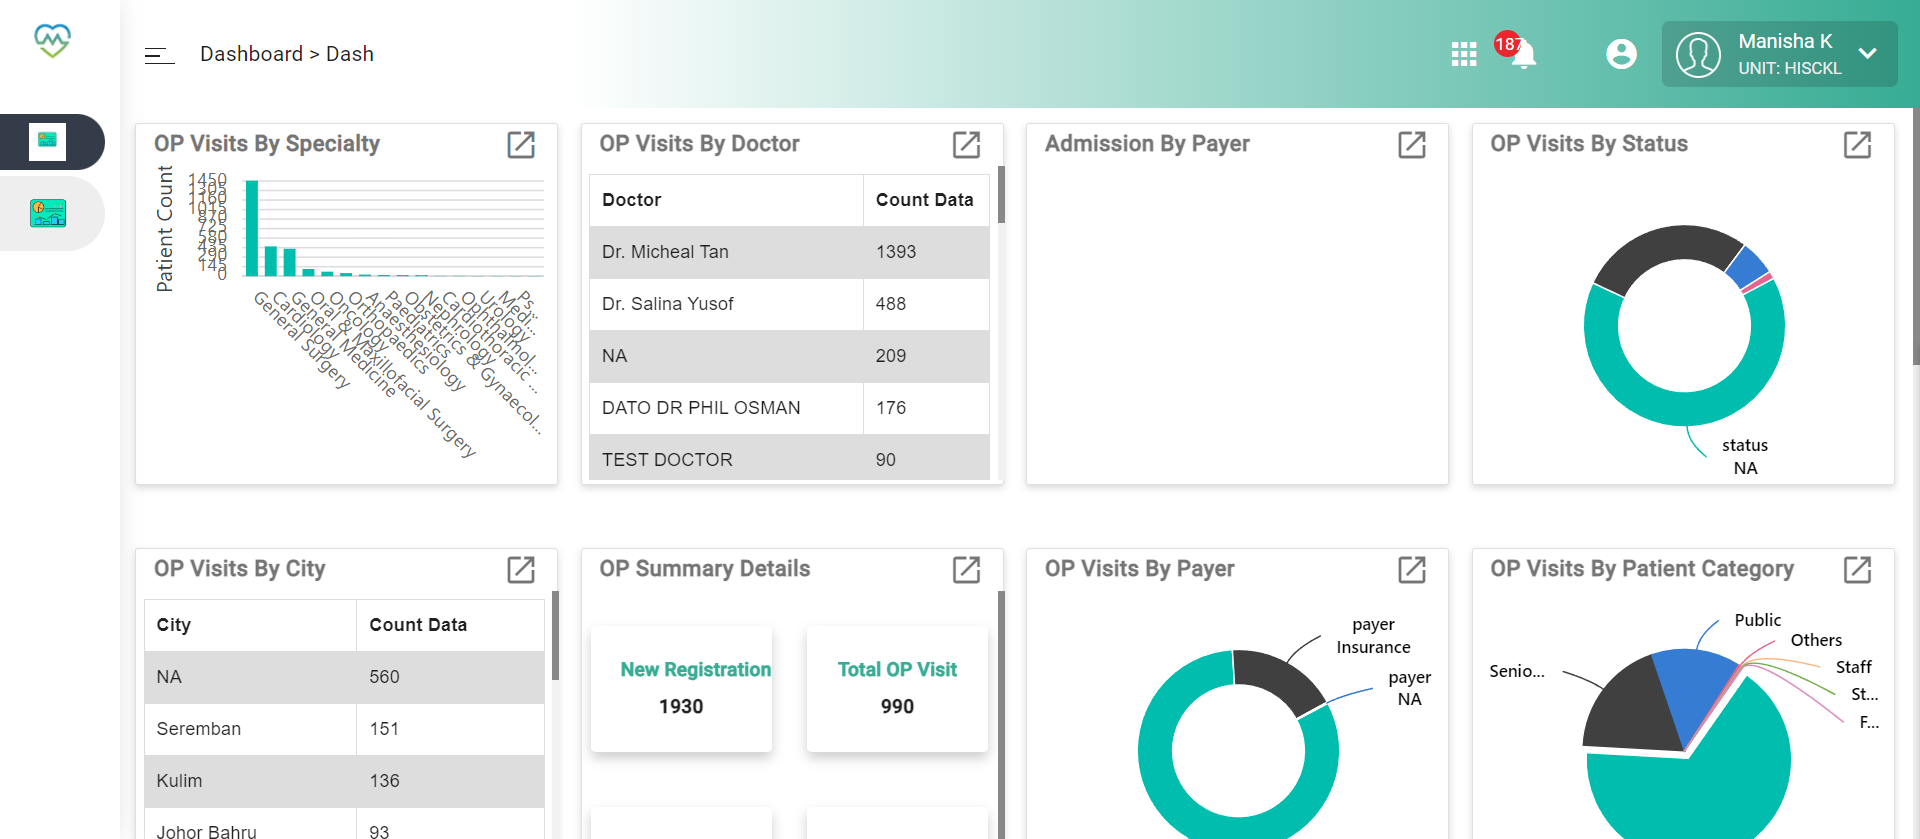 Dashboard > Dash
187
Manisha K
UNIT: HISCKL
OP Visits By Specialty
Patient Count
1450
1305
1160
1015
870
725
580
435
290
145
0
General Surgery
Cardiology
General Medicine
Oral & Maxillofacial Surgery
Oncology
Orthopaedics
Anaesthesiology
Paediatrics
Obstetrics & Gynaecol...
Nephrology
Cardiothoracic ...
Ophthalmol...
Urology
Medi...
Ps...
OP Visits By Doctor
Doctor Count Data
Dr. Micheal Tan 1393
Dr. Salina Yusof 488
NA 209
DATO DR PHIL OSMAN 176
TEST DOCTOR 90
Admission By Payer
OP Visits By Status
status
NA
OP Visits By City
City Count Data
NA 560
Seremban 151
Kulim 136
Johor Bahru 93
OP Summary Details
New Registration
1930
Total OP Visit
990
OP Visits By Payer
payer
Insurance
payer
NA
OP Visits By Patient Category
Public
Others
Staff
St...
F...
Senio...